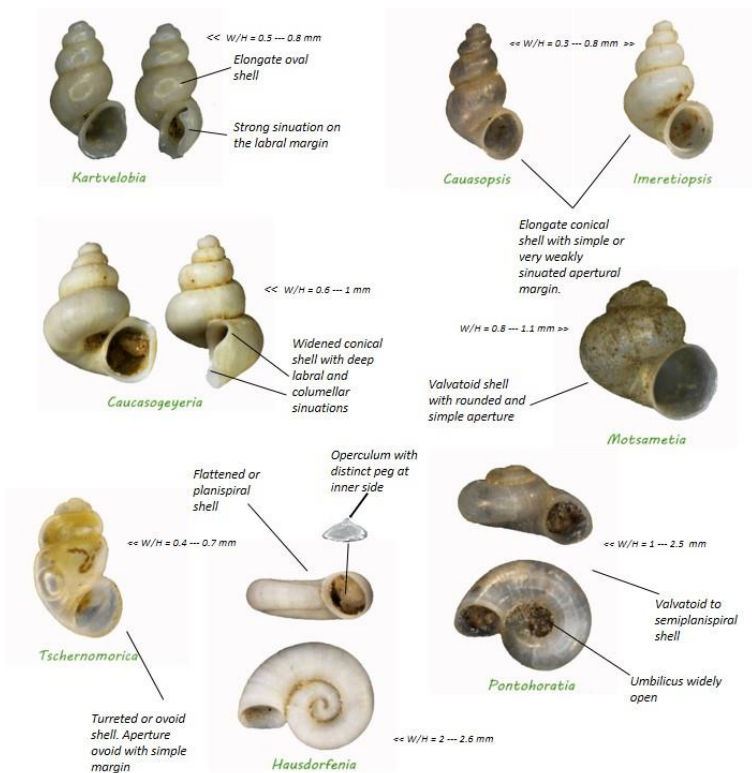 << W/H = 0.5 --- 0.8 mm
Elongate oval
shell
Strong sinuation on
the labral margin
Kartvelobia
<< W/H = 0.3 --- 0.8 mm >>
Cauasopsis
Imeretiopsis
Elongate conical
shell with simple or
very weakly
sinuated apertural
margin.
<< W/H = 0.6 --- 1 mm
Widened conical
shell with deep
labral and
columellar
sinuations
Caucasogeyeria
W/H = 0.8 --- 1.1 mm >>
Valvatoid shell
with rounded and
simple aperture
Motsametia
Operculum with
distinct peg at
inner side
Flattened or
planispiral
shell
<< W/H = 0.4 --- 0.7 mm
Tschernomorica
Turreted or ovoid
shell. Aperture
ovoid with simple
margin
Hausdorfenia
<< W/H = 2 --- 2.6 mm
<< W/H = 1 --- 2.5 mm
Valvatoid to
semiplanispiral
shell
Umbilicus widely
open
Pontohoratia